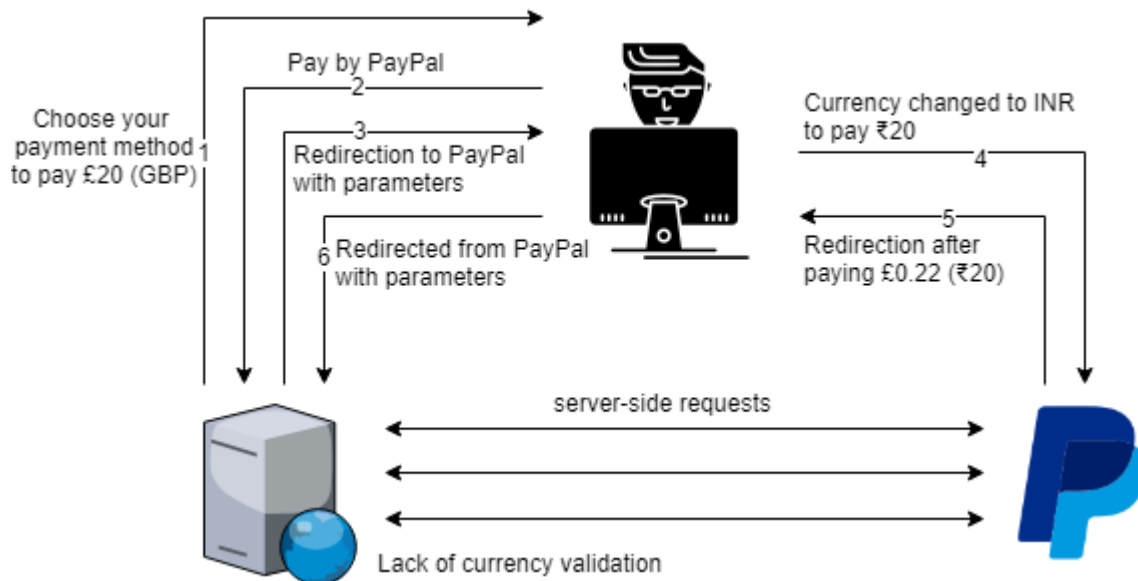 Pay by PayPal
2
Choose your
payment method
to pay £20 (GBP)
1
3
Redirection to PayPal
with parameters
Currency changed to INR
to pay ₹20
4
5
Redirection after
paying £0.22 (₹20)
6
Redirected from PayPal
with parameters
server-side requests
Lack of currency validation